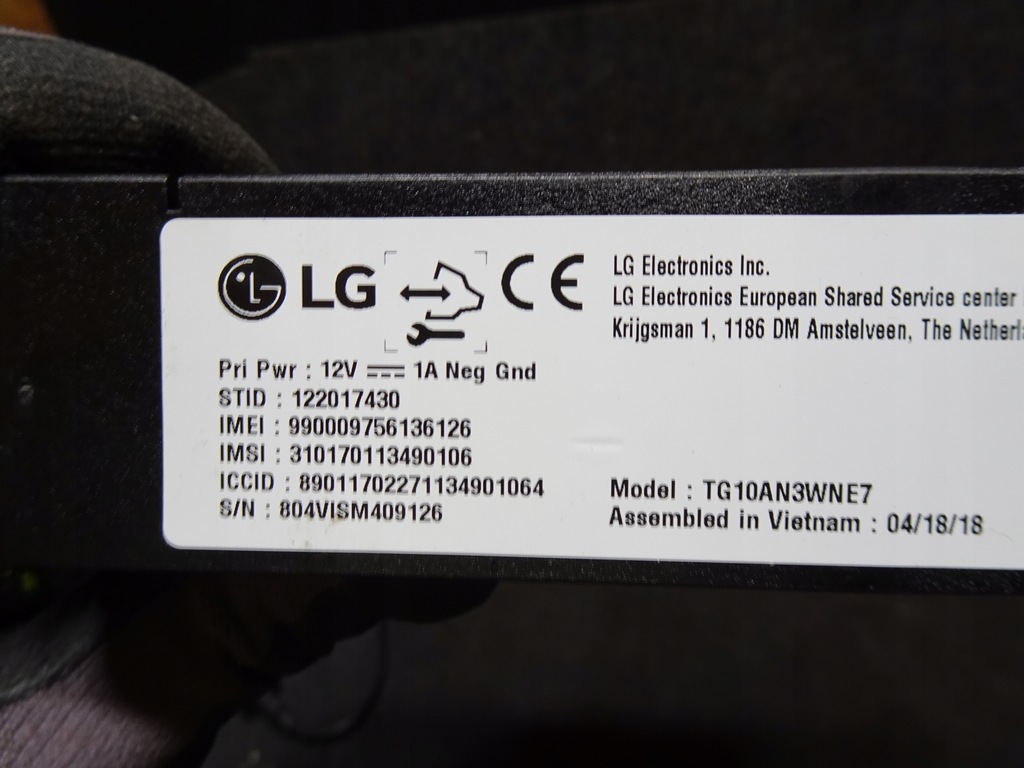 LG CE
LG Electronics Inc.
LG Electronics European Shared Service center
Krijgsman 1, 1186 DM Amstelveen, The Netherla
Pri Pwr : 12V 1A Neg Gnd
STID : 122017430
IMEI : 990009756136126
IMSI : 310170113490106
ICCID : 89011702271134901064
S/N : 804VISM409126
Model : TG10AN3WNE7
Assembled in Vietnam : 04/18/18